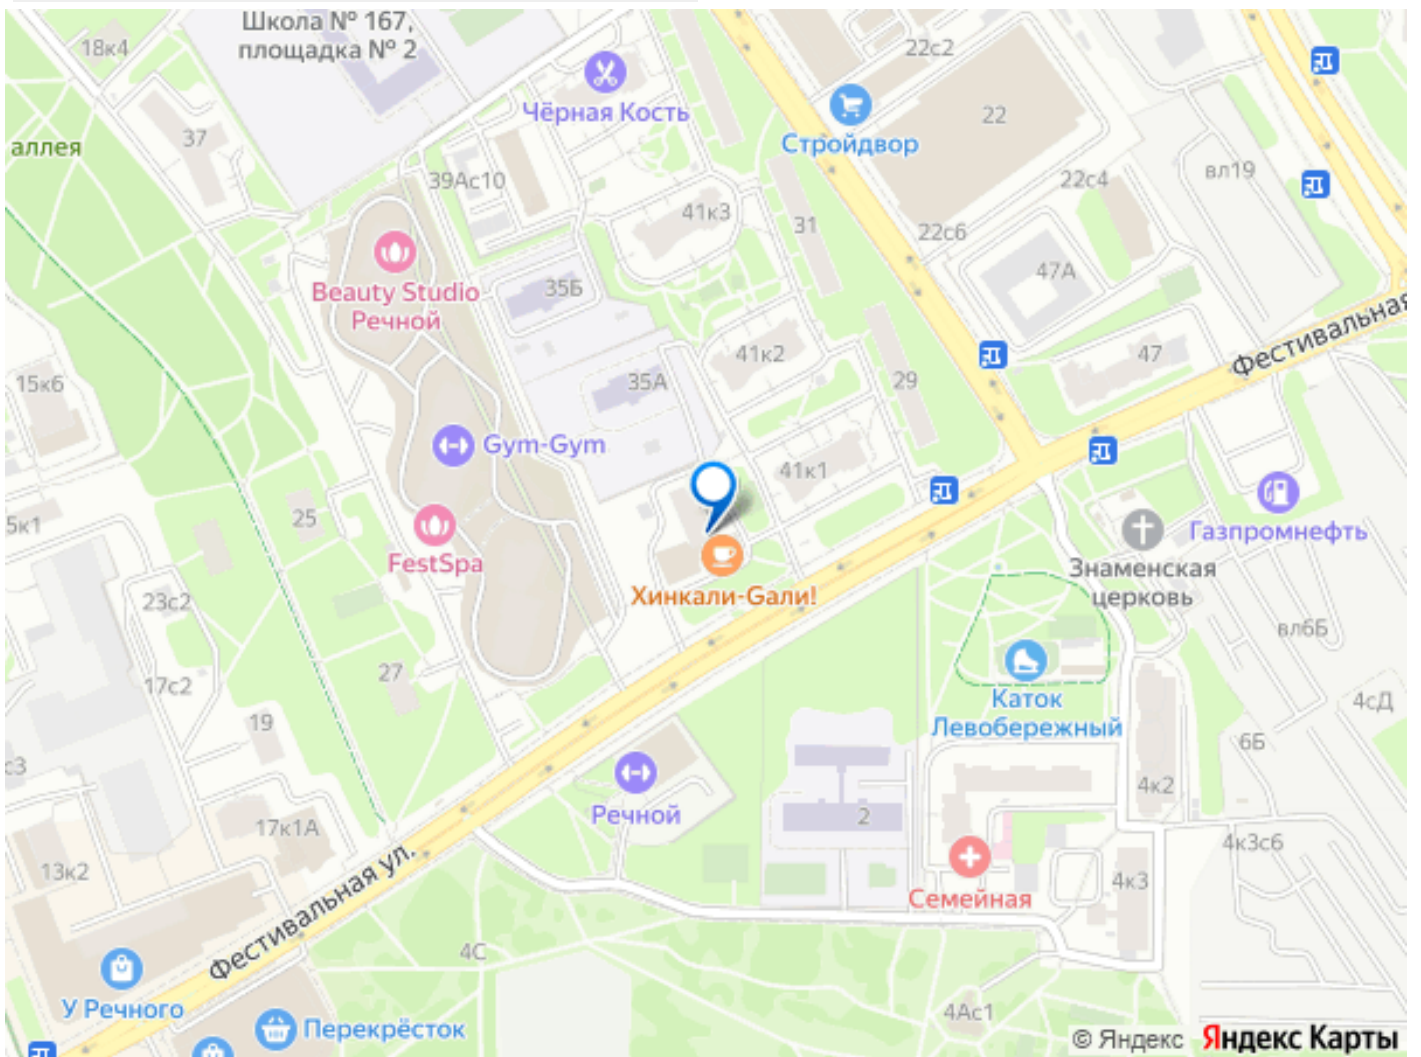 Школа № 167,
площадка № 2
18к4
22с2
Чёрная Кость
22
Стройдвор
37
аллея
39Ас10
22с4
вл19
41к3
31
22с6
47А
Beauty Studio
Речной
35Б
Фестивальная
41к2
47
15к6
35А
29
Gym-Gym
41к1
5к1
25
FestSpa
Газпромнефть
Знаменская
церковь
Хинкали-Gали!
23с2
вл6Б
27
17с2
Каток
Левобережный
4сД
19
6Б
с3
4к2
Речной
2
17к1А
4к3с6
13к2
Фестивальная ул.
4к3
Семейная
4С
У Речного
4Ас1
Перекрёсток
© Яндекс Яндекс Карты